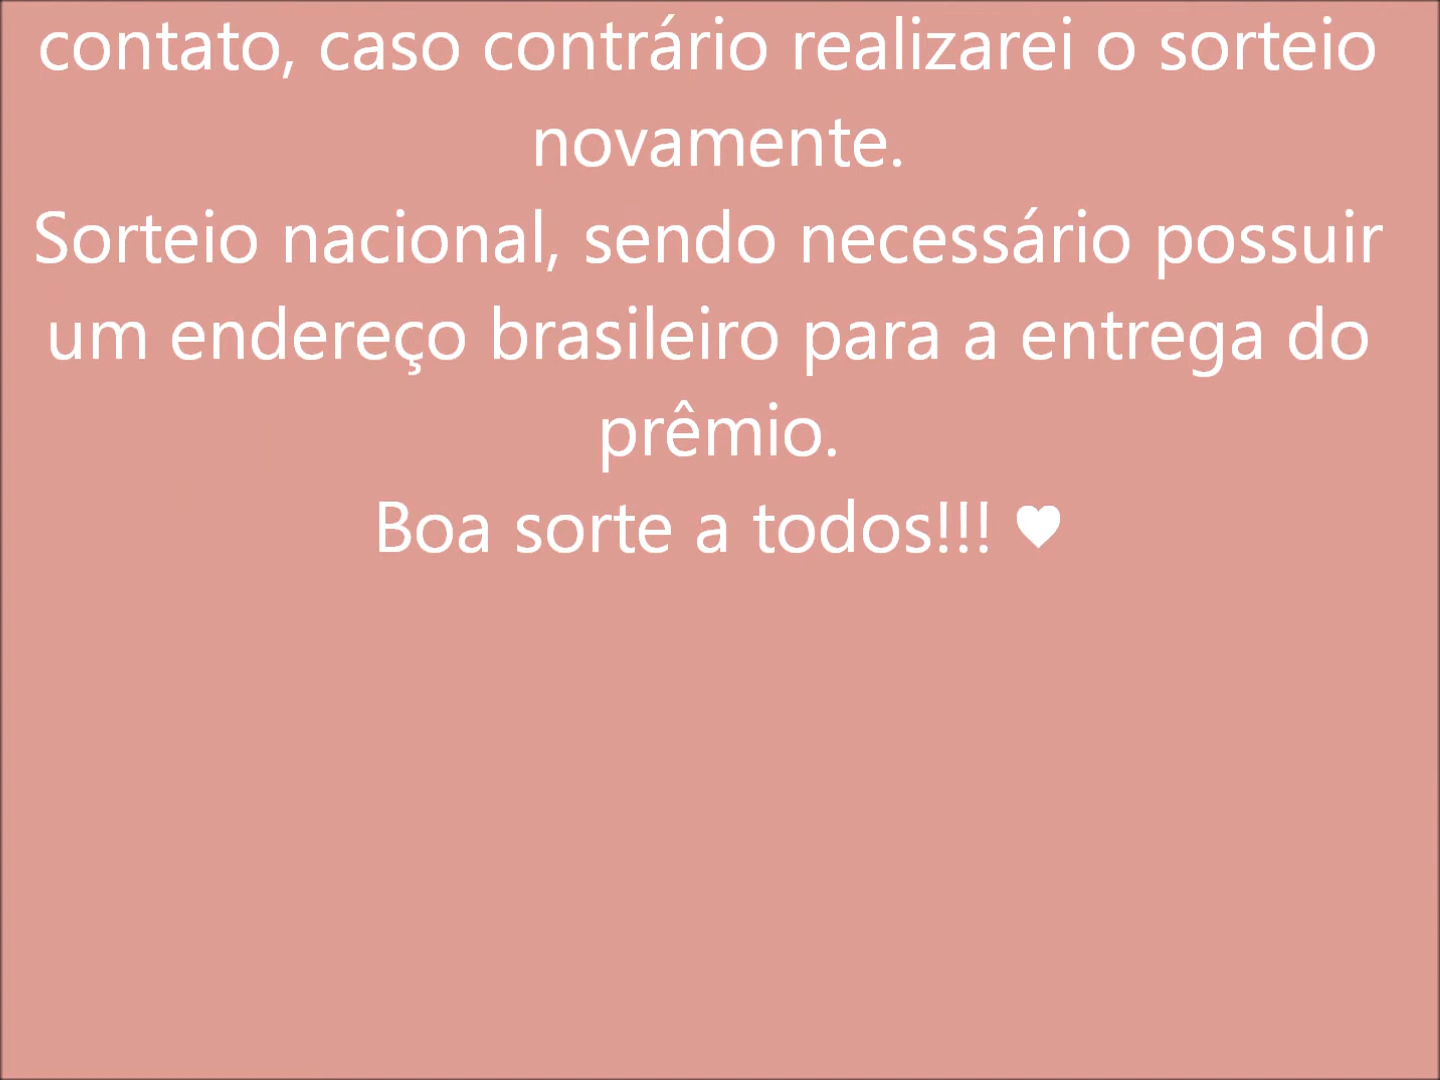 contato, caso contrário realizarei o sorteio
novamente.
Sorteio nacional, sendo necessário possuir
um endereço brasileiro para a entrega do
prêmio.
Boa sorte a todos!!! ♥